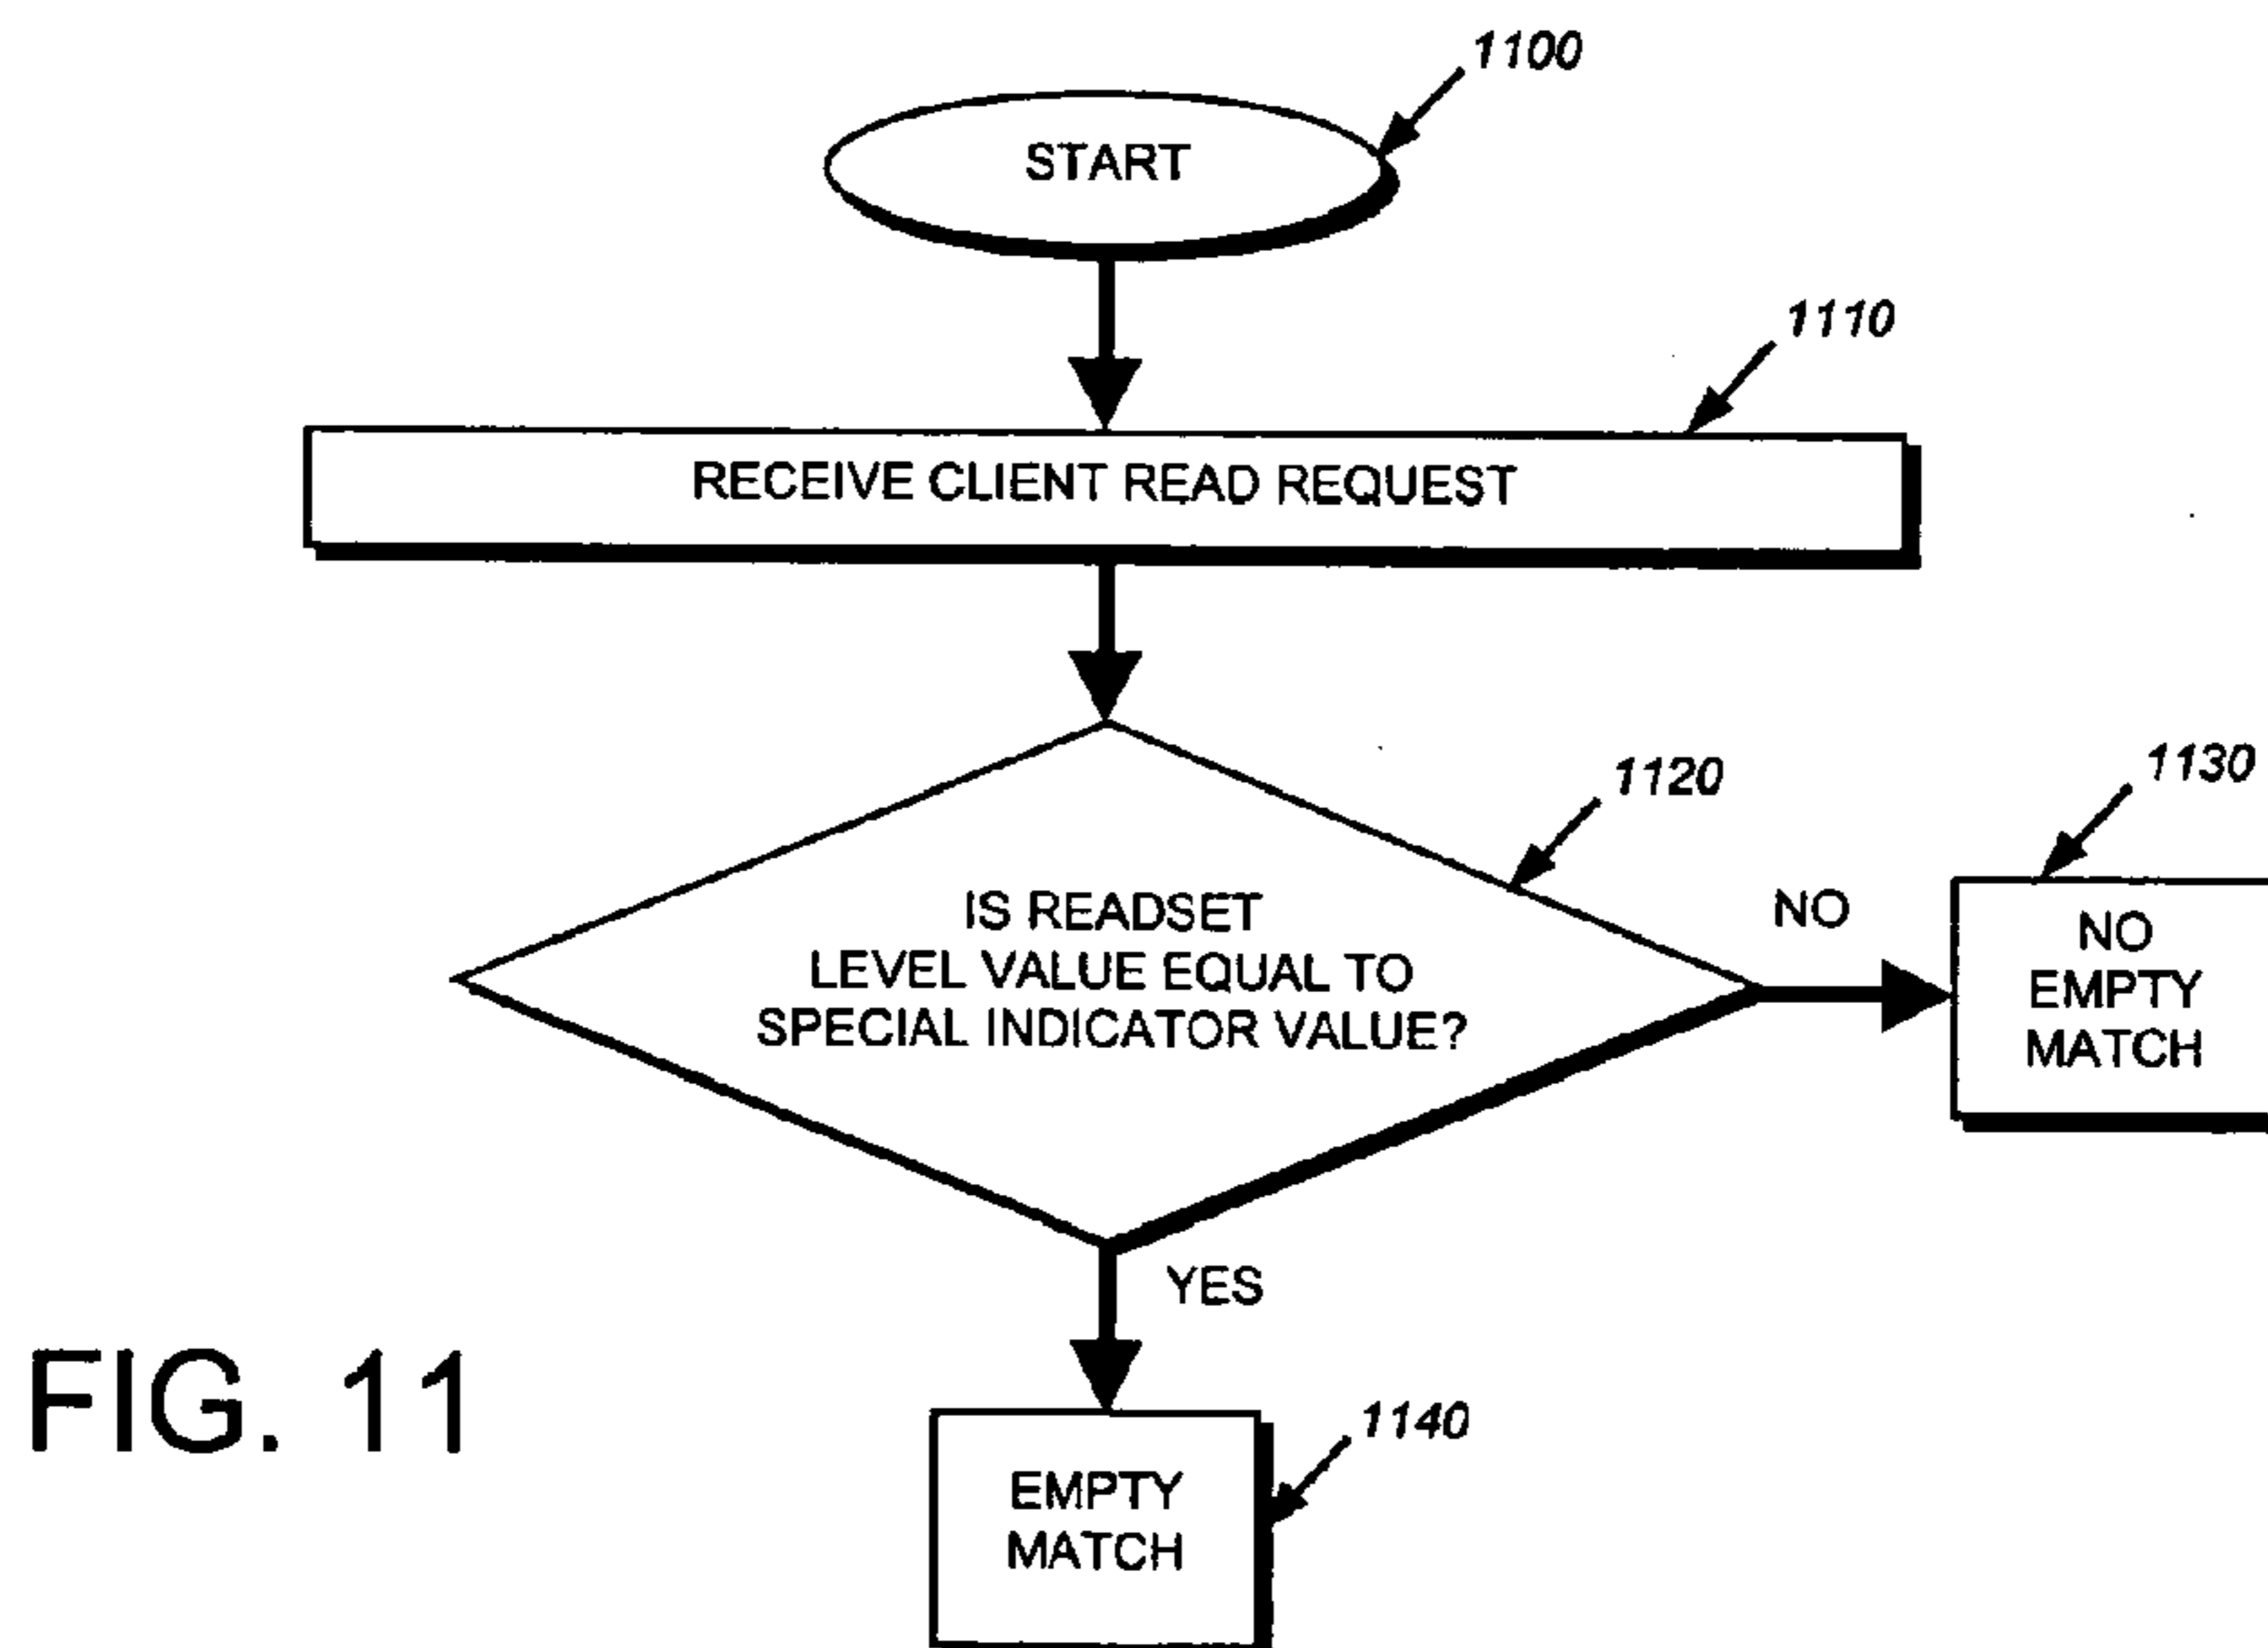 1100
START
1110
RECEIVE CLIENT READ REQUEST
1120
IS READSET
LEVEL VALUE EQUAL TO
SPECIAL INDICATOR VALUE?
NO
1130
NO
EMPTY
MATCH
YES
1140
EMPTY
MATCH
FIG. 11